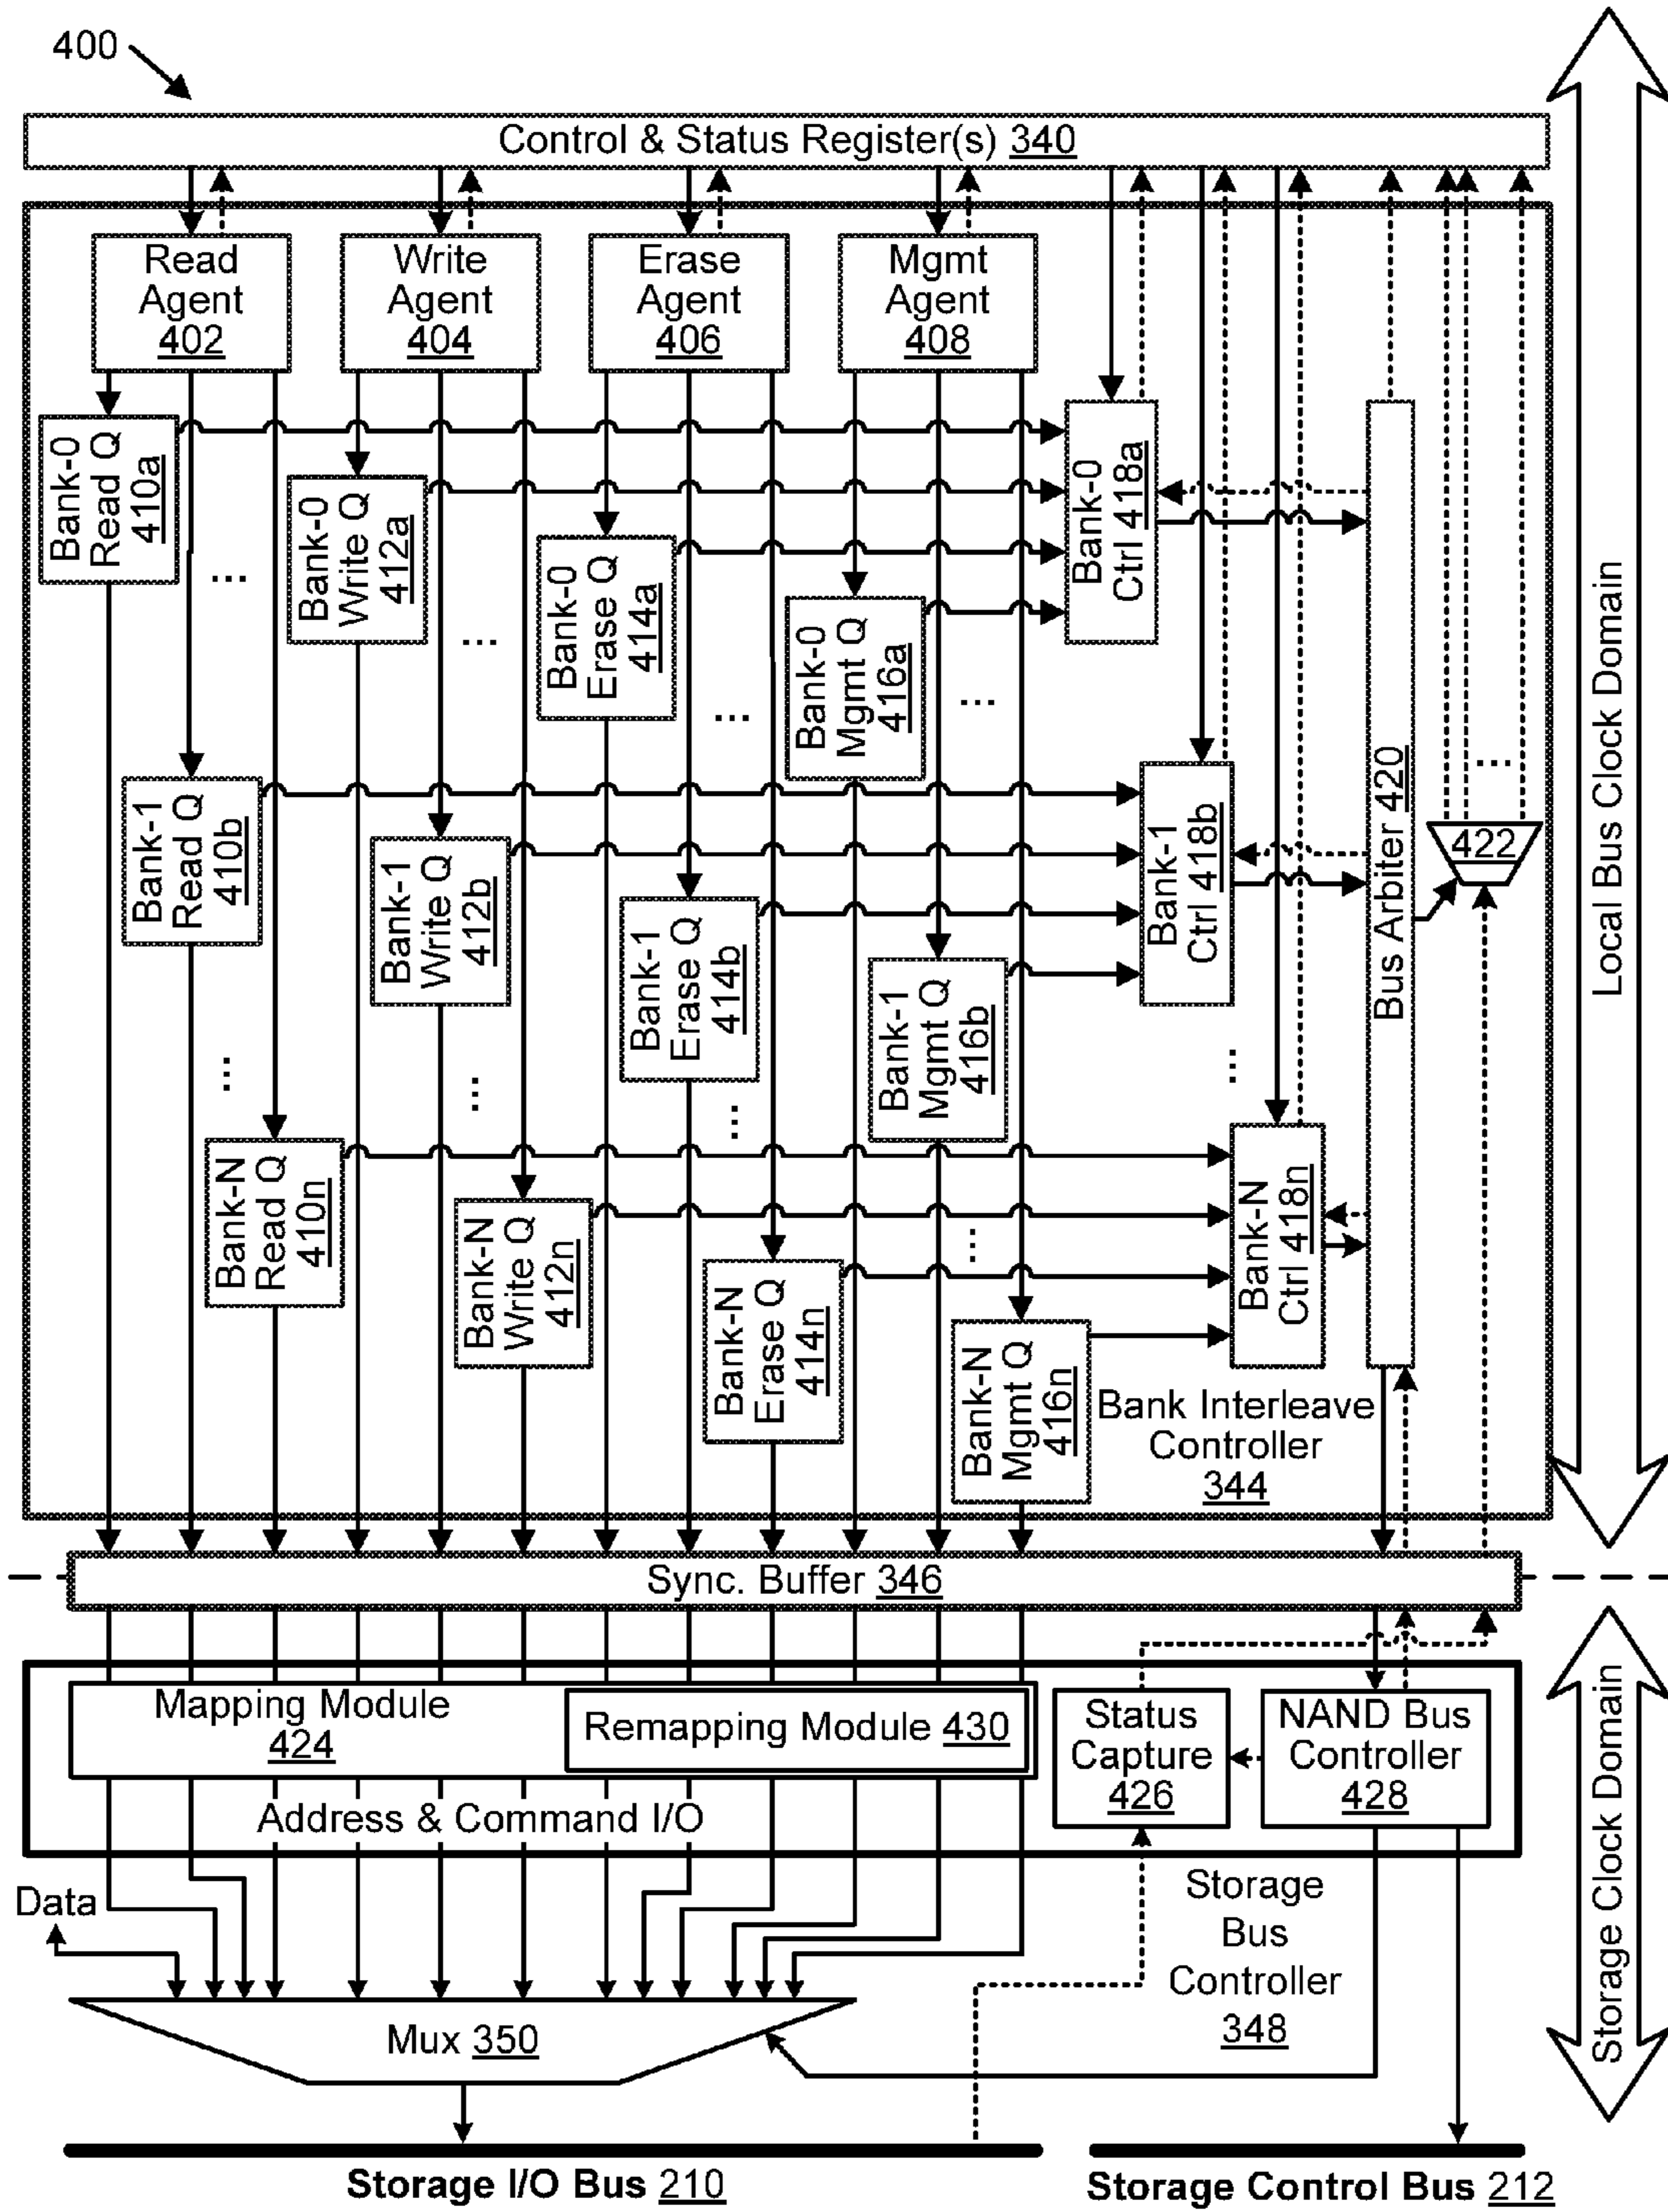 400
Control & Status Register(s) 340
Read
Agent
402
Write
Agent
404
Erase
Agent
406
Mgmt
Agent
408
Bank-0
Read Q
410a
Bank-0
Write Q
412a
Bank-0
Erase Q
414a
Bank-0
Mgmt Q
416a
Bank-0
Ctrl 418a
...
...
...
...
Bank-1
Read Q
410b
Bank-1
Write Q
412b
Bank-1
Erase Q
414b
Bank-1
Mgmt Q
416b
Bank-1
Ctrl 418b
Bus Arbiter 420
...
422
Local Bus Clock Domain
...
...
...
...
...
Bank-N
Read Q
410n
Bank-N
Write Q
412n
Bank-N
Erase Q
414n
Bank-N
Mgmt Q
416n
Bank-N
Ctrl 418n
Bank Interleave
Controller
344
Sync. Buffer 346
Mapping Module
424
Remapping Module 430
Status
Capture
426
NAND Bus
Controller
428
Address & Command I/O
Storage Clock Domain
Data
Storage
Bus
Controller
348
Mux 350
Storage I/O Bus 210
Storage Control Bus 212